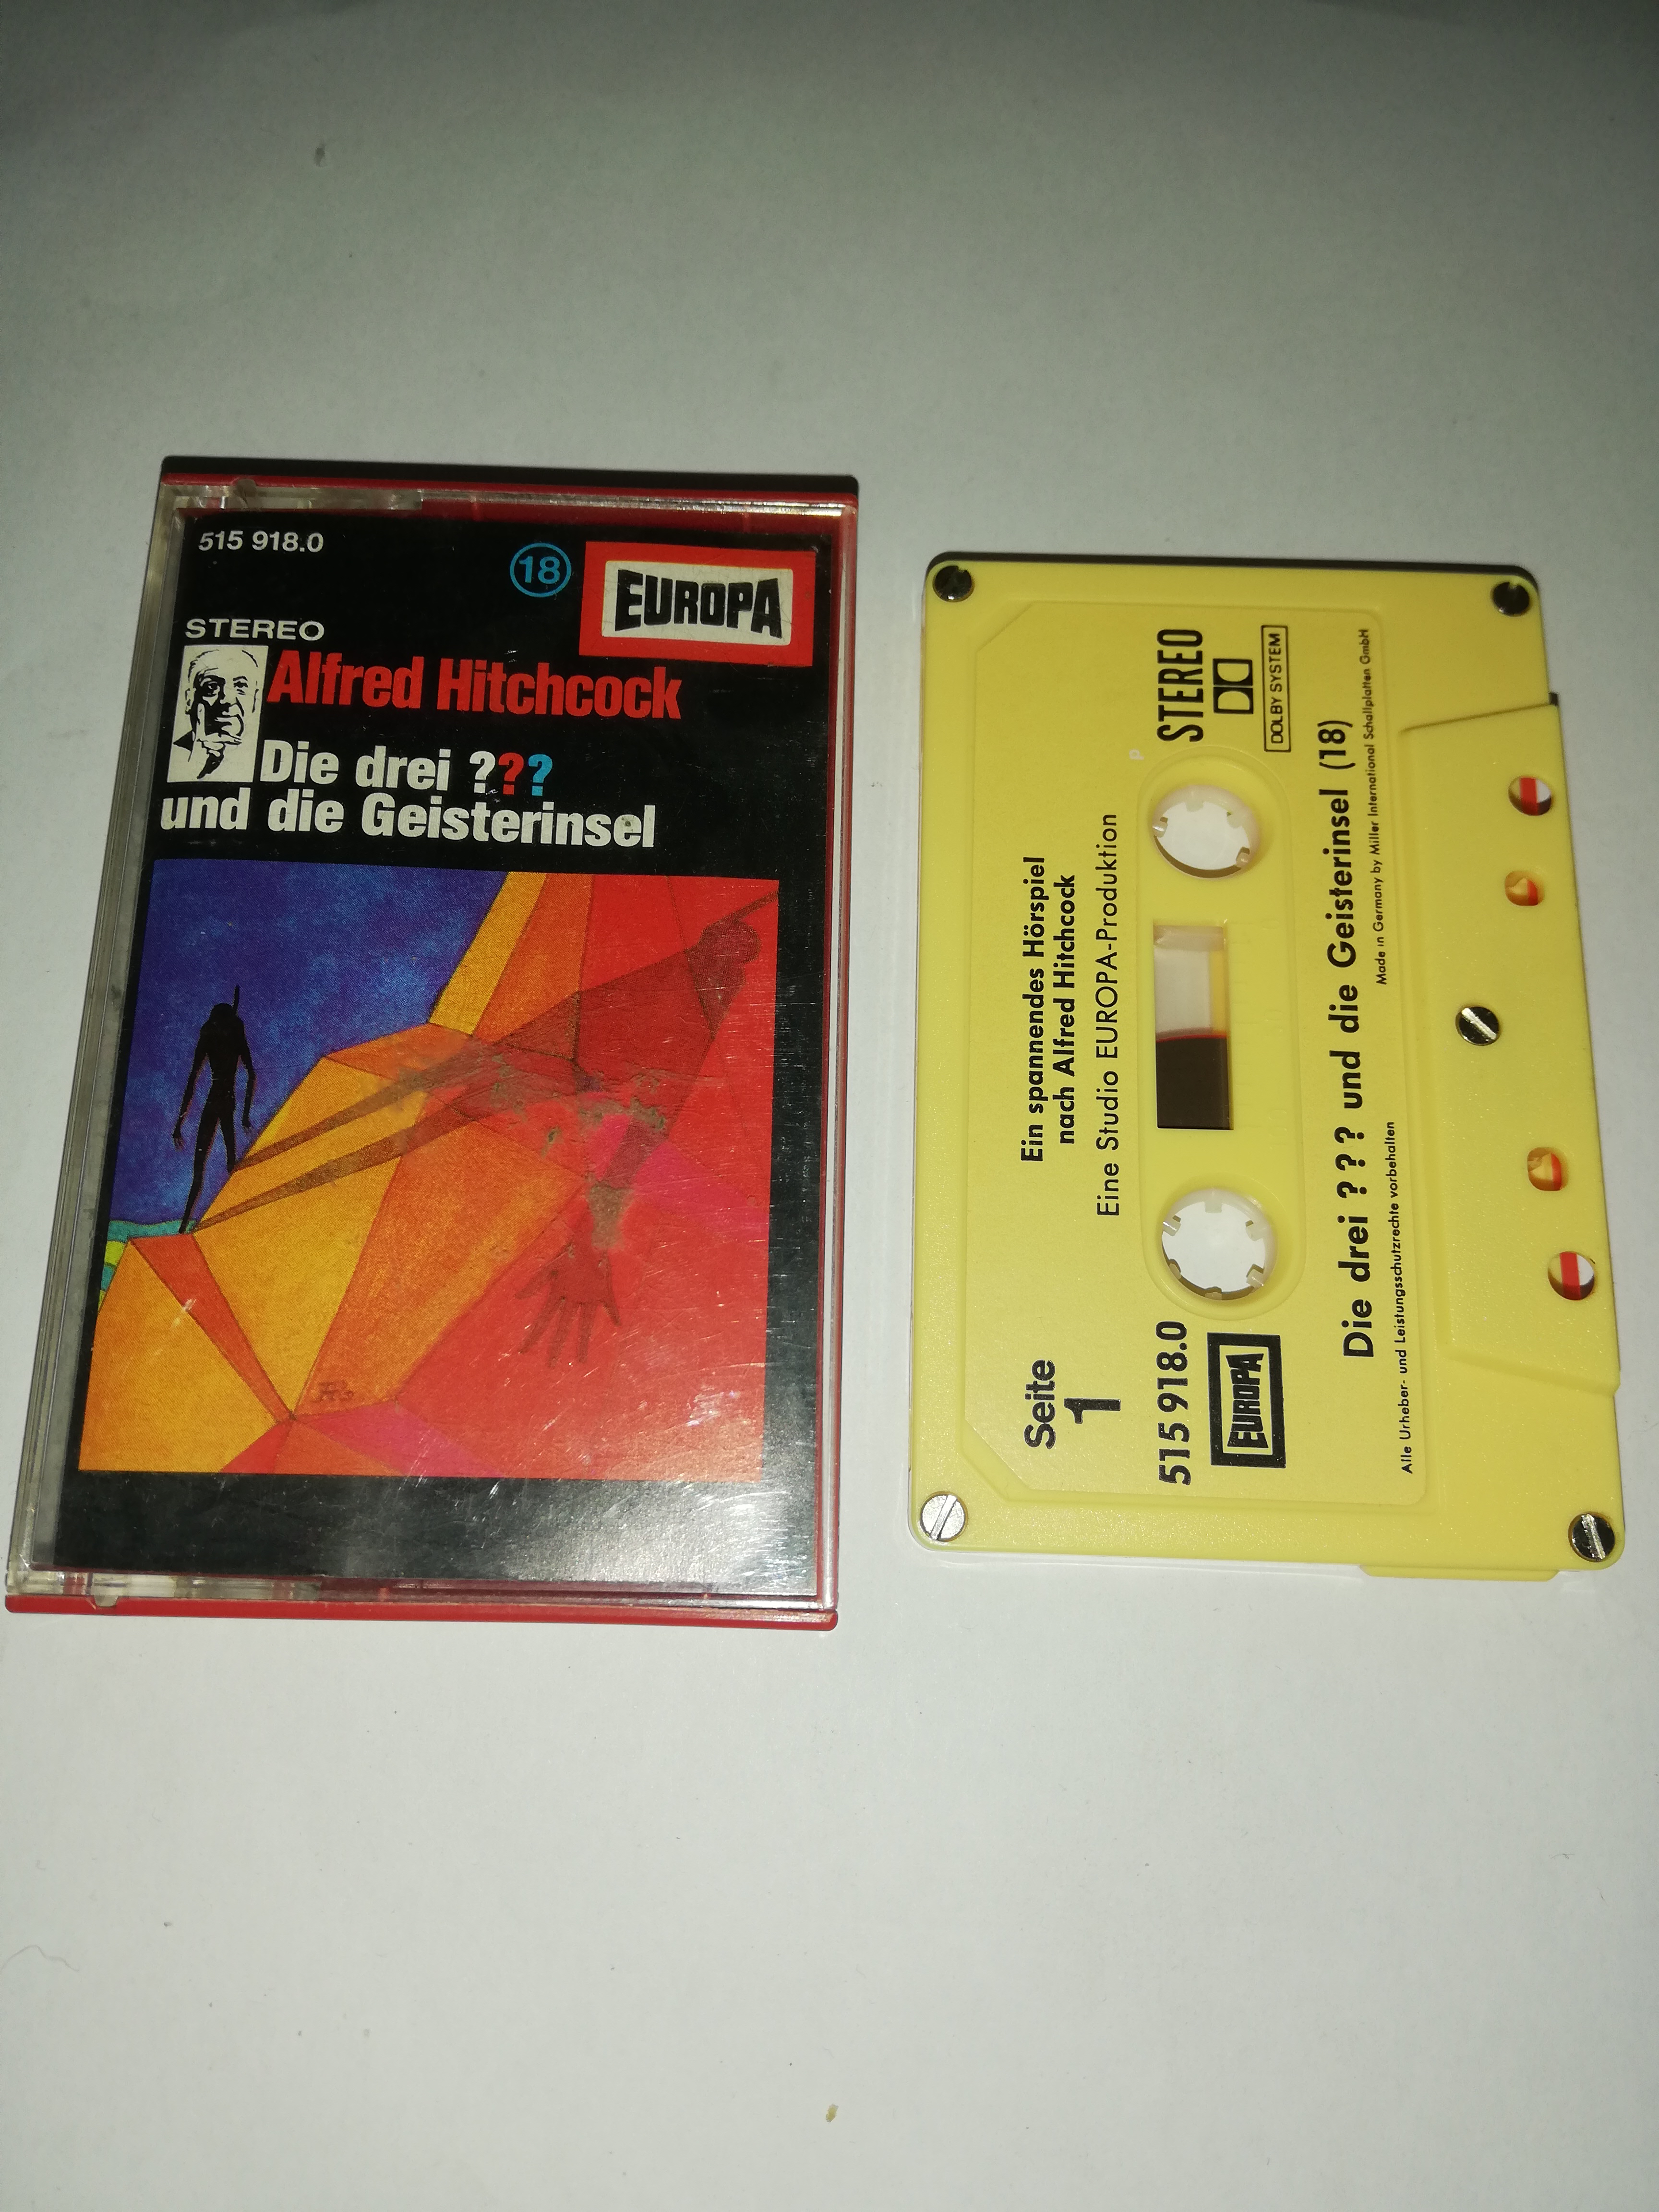 515 918.0
18
EUROPA
STEREO
Alfred Hitchcock
Die drei ???
und die Geisterinsel
Seite
1
Ein spannendes Hörspiel
nach Alfred Hitchcock
Eine Studio EUROPA-Produktion
515 918.0
EUROPA
STEREO
DOLBY SYSTEM
Die drei ??? und die Geisterinsel (18)
Made in Germany by Miller International Schallplatten GmbH
Alle Urheber- und Leistungsschutzrechte vorbehalten